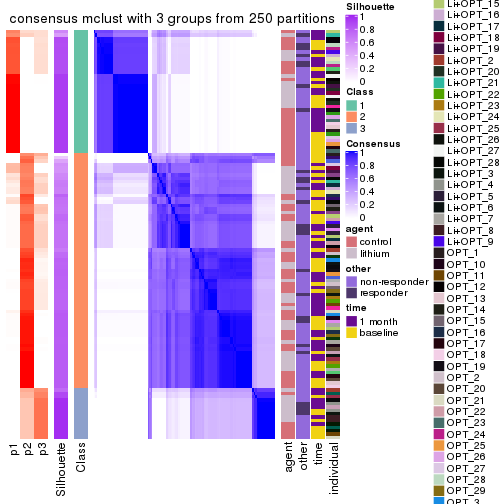 consensus mclust with 3 groups from 250 partitions
p1
p2
p3
Silhouette
Class
agent
other
time
individual
Silhouette
1
0.8
0.6
0.4
0.2
0
Class
1
2
3
Consensus
1
0.8
0.6
0.4
0.2
0
agent
control
lithium
other
non-responder
responder
time
1 month
baseline
Li+OPT_15
Li+OPT_16
Li+OPT_17
Li+OPT_18
Li+OPT_19
Li+OPT_2
Li+OPT_20
Li+OPT_21
Li+OPT_22
Li+OPT_23
Li+OPT_24
Li+OPT_25
Li+OPT_26
Li+OPT_27
Li+OPT_28
Li+OPT_3
Li+OPT_4
Li+OPT_5
Li+OPT_6
Li+OPT_7
Li+OPT_8
Li+OPT_9
OPT_1
OPT_10
OPT_11
OPT_12
OPT_13
OPT_14
OPT_15
OPT_16
OPT_17
OPT_18
OPT_19
OPT_2
OPT_20
OPT_21
OPT_22
OPT_23
OPT_24
OPT_25
OPT_26
OPT_27
OPT_28
OPT_29
OPT_3